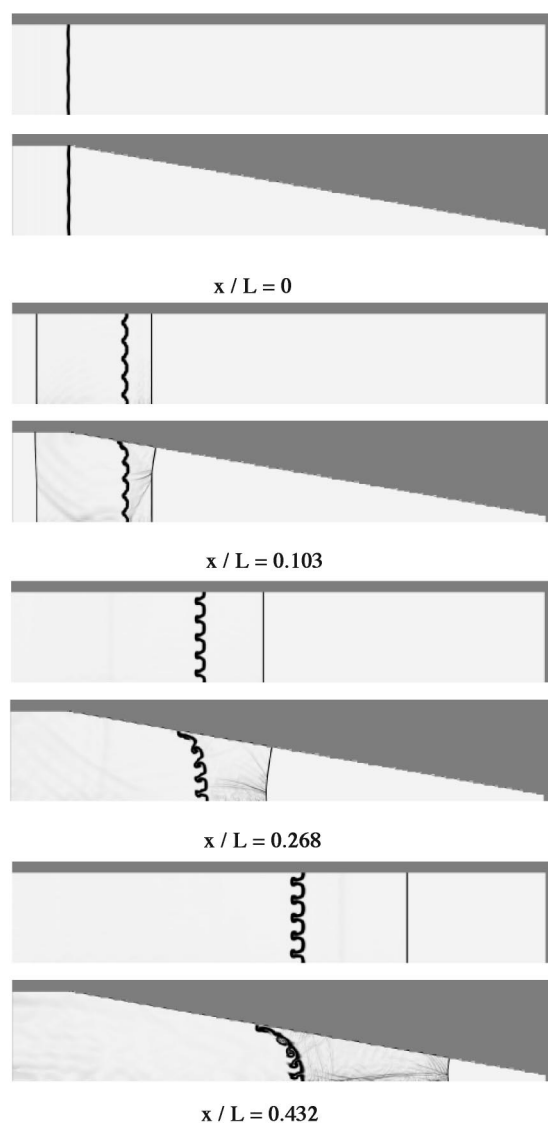 x / L = 0
x / L = 0.103
x / L = 0.268
x / L = 0.432